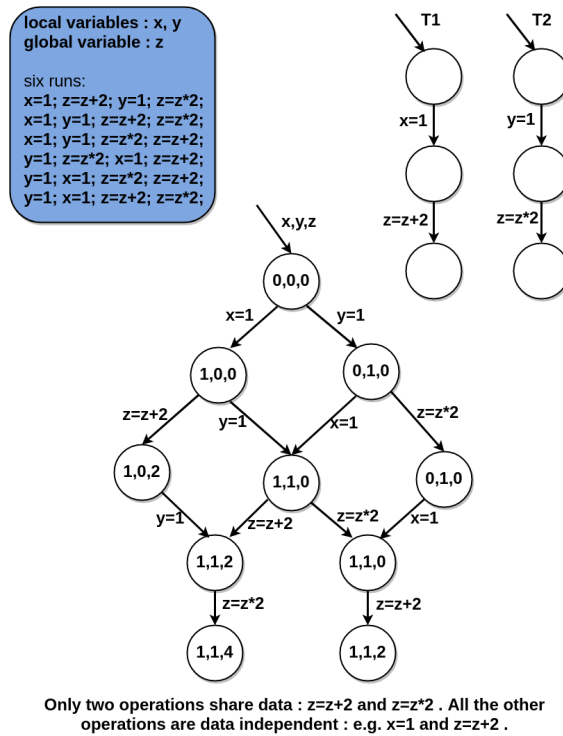 local variables : x, y
global variable : z
six runs:
x=1; z=z+2; y=1; z=z*2;
x=1; y=1; z=z+2; z=z*2;
x=1; y=1; z=z*2; z=z+2;
y=1; z=z*2; x=1; z=z+2;
y=1; x=1; z=z*2; z=z+2;
y=1; x=1; z=z+2; z=z*2;
T1
T2
x=1
y=1
z=z+2
z=z*2
x,y,z
0,0,0
x=1
y=1
1,0,0
0,1,0
z=z+2
y=1
x=1
z=z*2
1,0,2
1,1,0
0,1,0
y=1
z=z+2
z=z*2
x=1
1,1,2
1,1,0
z=z*2
z=z+2
1,1,4
1,1,2
Only two operations share data : z=z+2 and z=z*2 . All the other
operations are data independent : e.g. x=1 and z=z+2 .